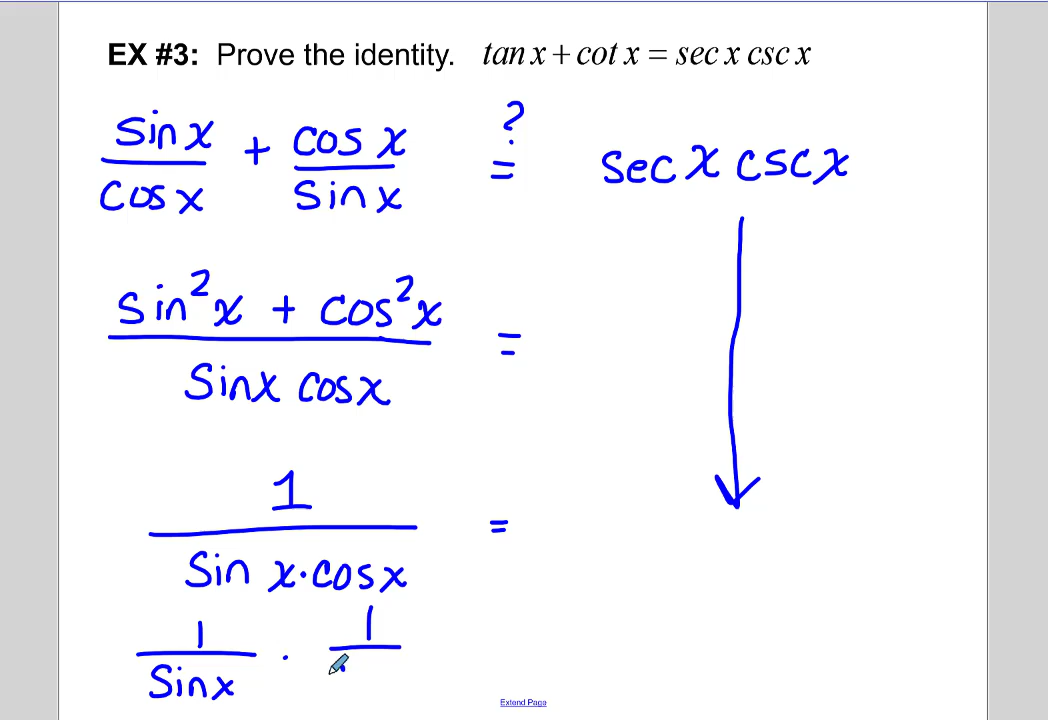 EX #3: Prove the identity. tan x + cot x = sec x csc x
sin x / cos x + cos x / sin x ?= sec x csc x
sin²x + cos²x / sin x cos x =
1 / sin x · cos x =
1 / sin x · 1
Extend Page